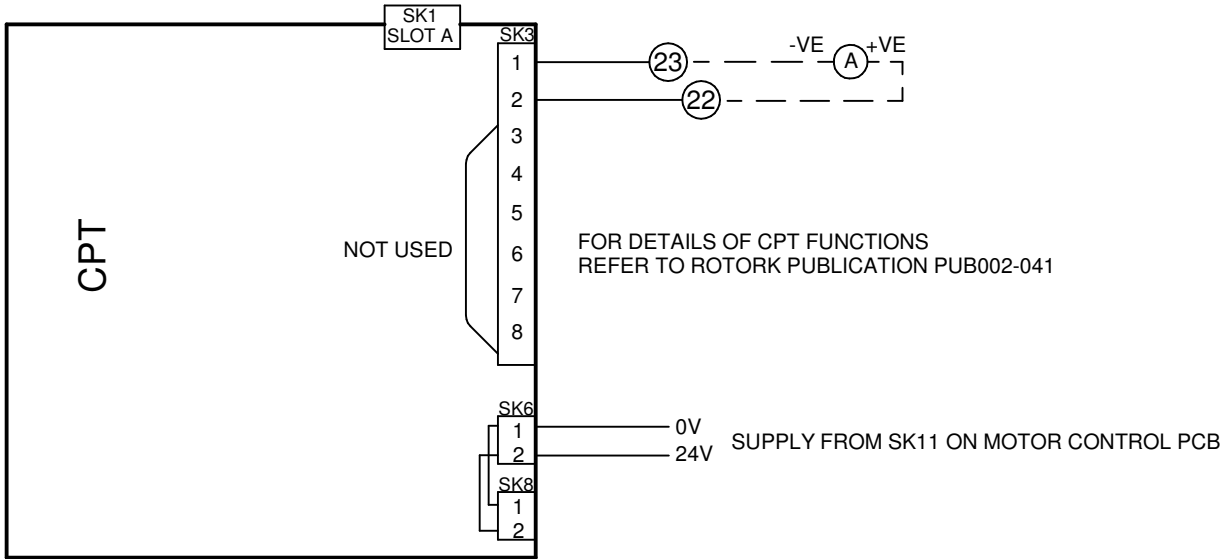 SK1
SLOT A
SK3
1
23
-VE
A
+VE
2
22
3
4
5
6
7
8
CPT
NOT USED
FOR DETAILS OF CPT FUNCTIONS
REFER TO ROTORK PUBLICATION PUB002-041
SK6
1
0V
2
24V
SUPPLY FROM SK11 ON MOTOR CONTROL PCB
SK8
1
2